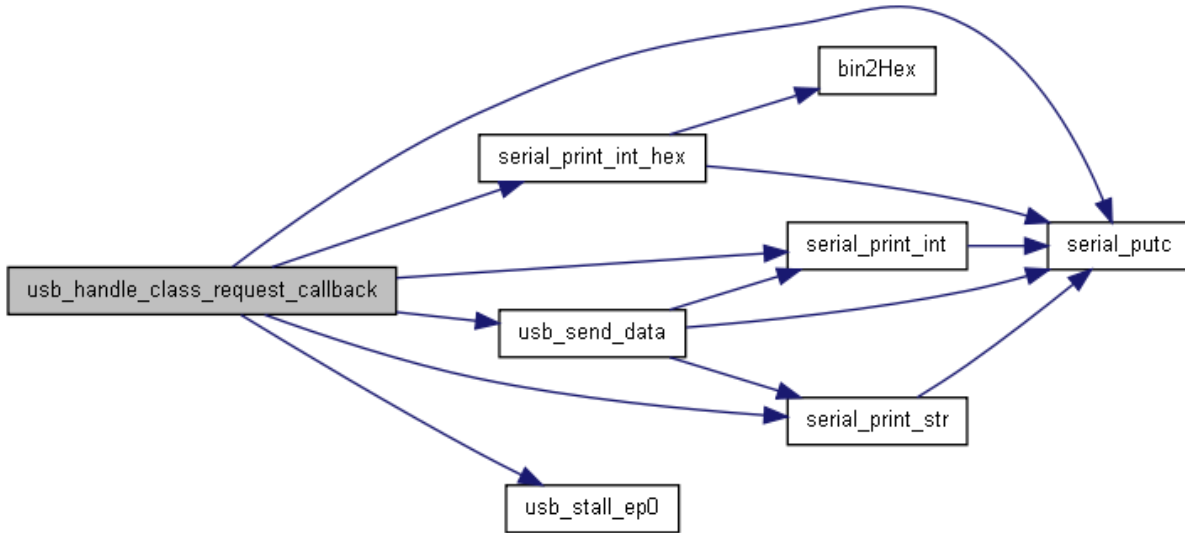 bin2Hex
serial_print_int_hex
serial_print_int
serial_putc
usb_handle_class_request_callback
usb_send_data
serial_print_str
usb_stall_ep0